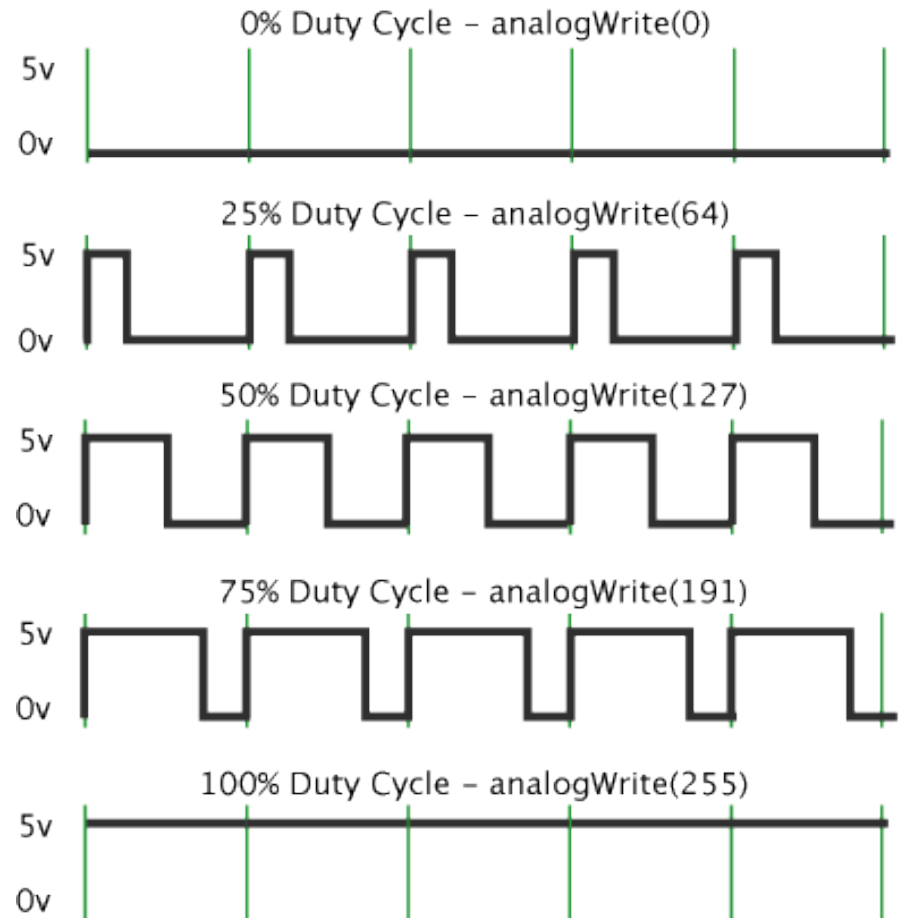 0% Duty Cycle – analogWrite(0)
5v
0v
25% Duty Cycle – analogWrite(64)
5v
0v
50% Duty Cycle – analogWrite(127)
5v
0v
75% Duty Cycle – analogWrite(191)
5v
0v
100% Duty Cycle – analogWrite(255)
5v
0v